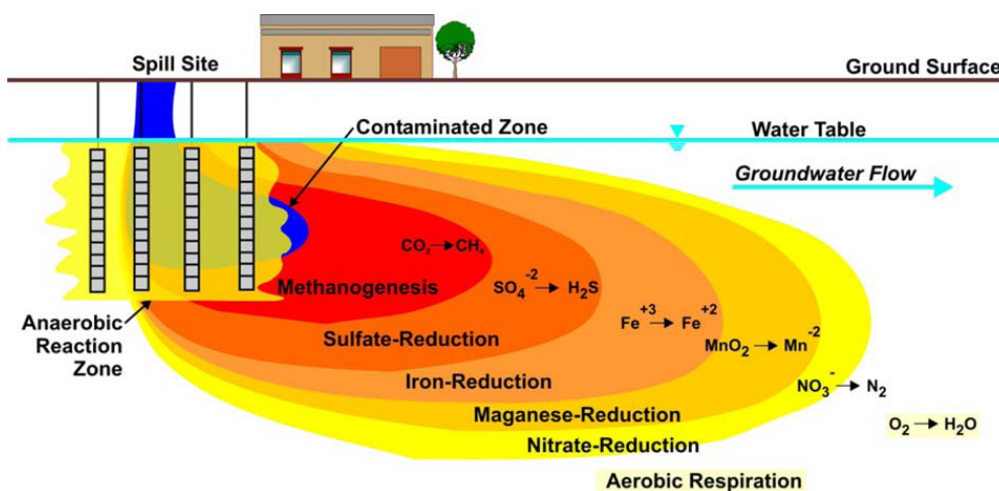 Spill Site
Ground Surface
Contaminated Zone
Water Table
Groundwater Flow
CO₂→CH₄
Methanogenesis
SO₄⁻²→H₂S
Anaerobic
Reaction
Zone
Fe⁺³→Fe⁺²
Sulfate-Reduction
MnO₂→Mn⁻²
Iron-Reduction
NO₃⁻→N₂
Maganese-Reduction
O₂→H₂O
Nitrate-Reduction
Aerobic Respiration